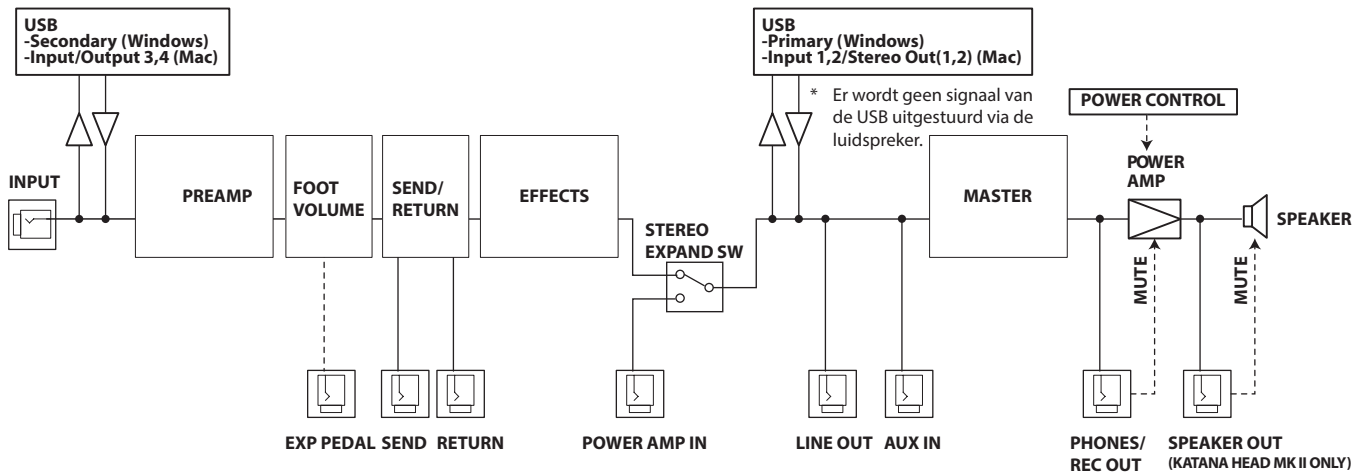 USB
-Secondary (Windows)
-Input/Output 3,4 (Mac)
USB
-Primary (Windows)
-Input 1,2/Stereo Out(1,2) (Mac)
* Er wordt geen signaal van
de USB uitgestuurd via de
luidspreker.
POWER CONTROL
INPUT
PREAMP
FOOT
VOLUME
SEND/
RETURN
EFFECTS
STEREO
EXPAND SW
MASTER
POWER
AMP
SPEAKER
MUTE
MUTE
EXP PEDAL
SEND
RETURN
POWER AMP IN
LINE OUT
AUX IN
PHONES/
REC OUT
SPEAKER OUT
(KATANA HEAD MK II ONLY)